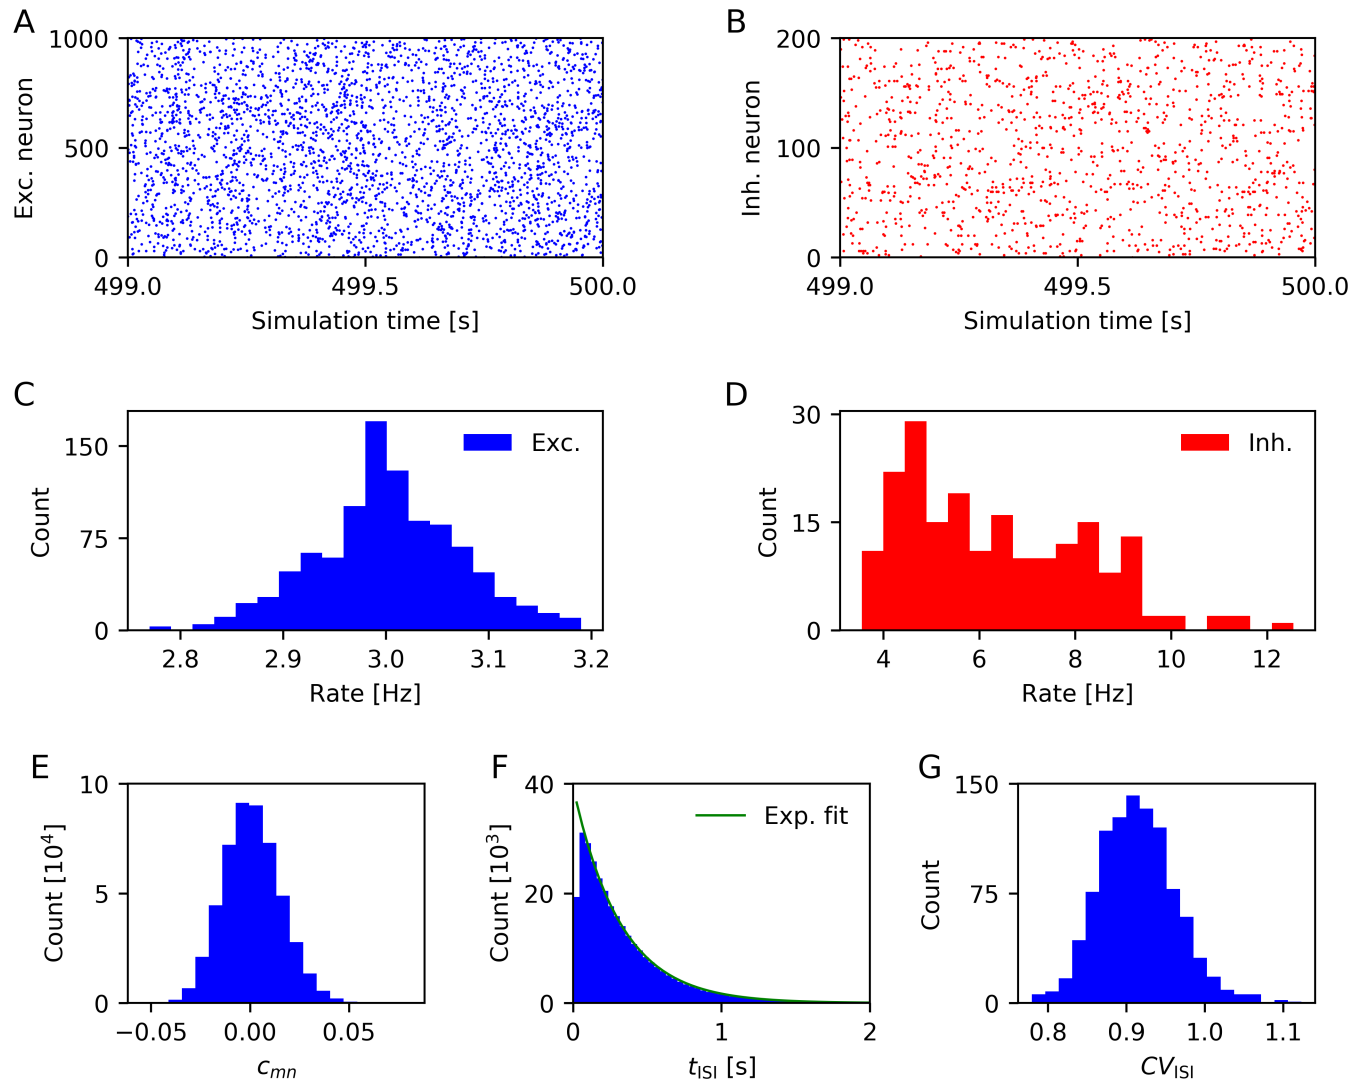 A
B
1000
500
0
Exc. neuron
499.0 499.5 500.0
Simulation time [s]
200
100
0
Inh. neuron
499.0 499.5 500.0
Simulation time [s]
C
D
150
75
0
Count
Exc.
2.8 2.9 3.0 3.1 3.2
Rate [Hz]
30
15
0
Count
Inh.
4 6 8 10 12
Rate [Hz]
E
F
G
10
5
0
Count [10⁴]
−0.05 0.00 0.05
cₘₙ
40
20
0
Count [10³]
Exp. fit
0 1 2
t_ISI [s]
150
75
0
Count
0.8 0.9 1.0 1.1
CV_ISI